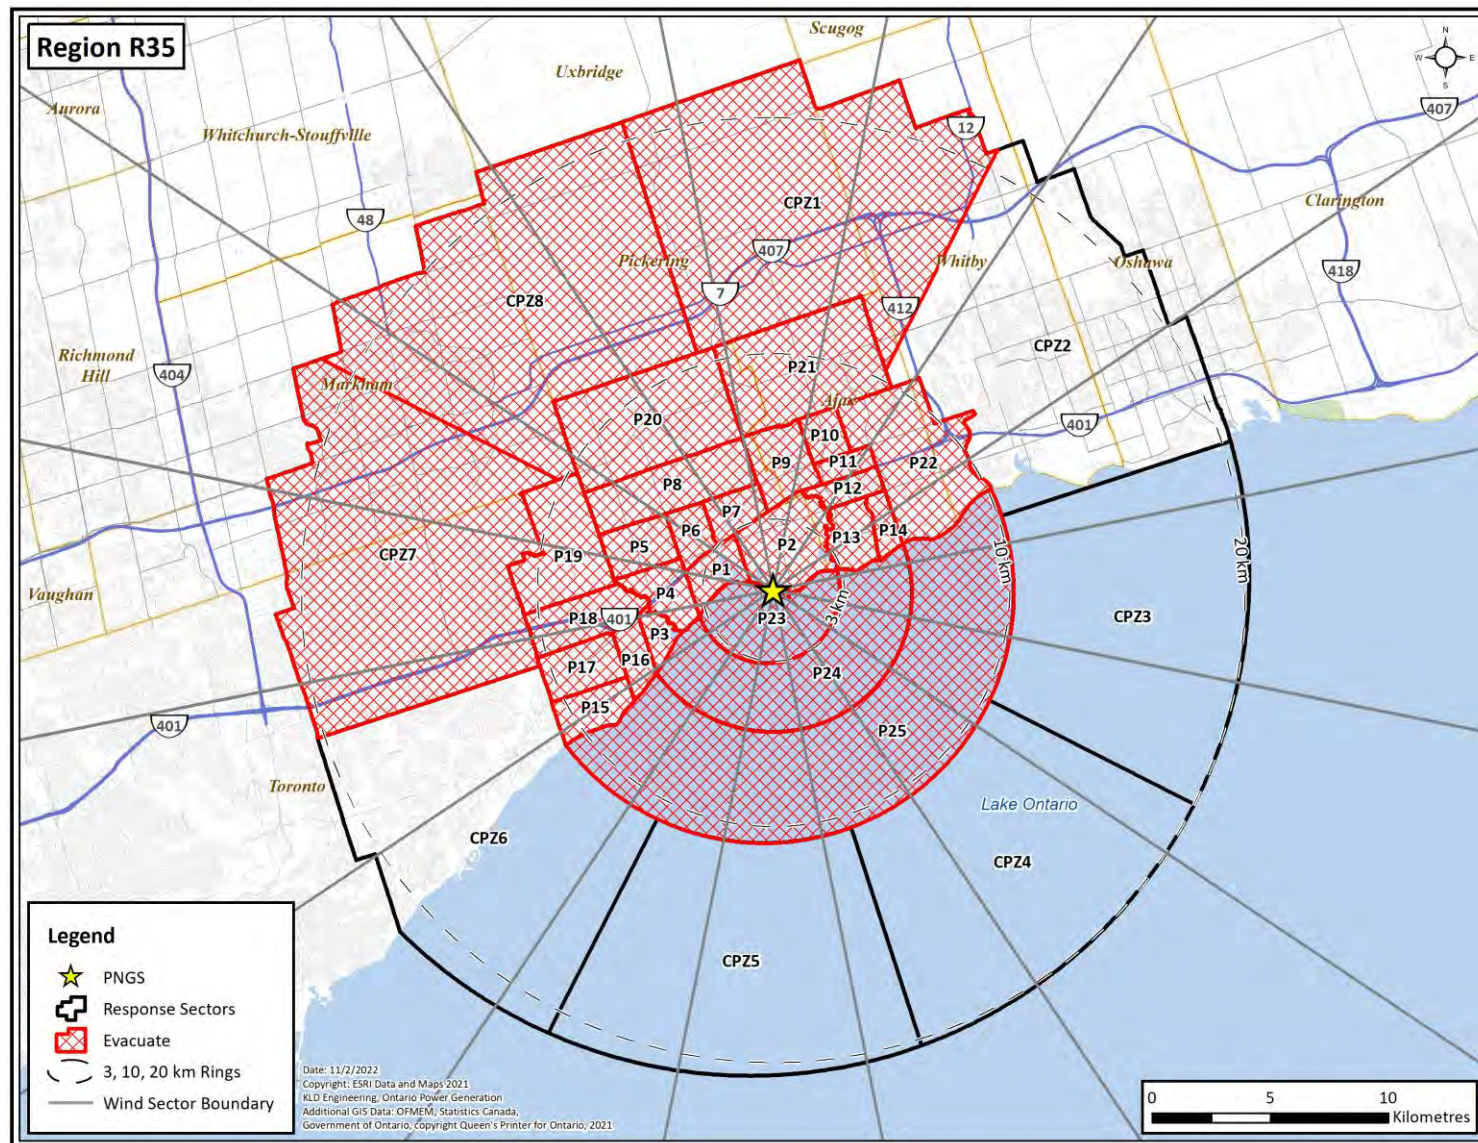 Region R35
Scugog
Uxbridge
N
W E
S
Aurora
Whitchurch-Stouffville
12
407
48
CPZ1
Clarington
407
Pickering
Whitby
Oshawa
418
7
CPZ8
412
CPZ2
Richmond
Hill
404
Markham
P21
Ajax
P20
401
P10
P9
P11
P22
P8
P12
P7
P6
P14
P13
P5
P2
CPZ7
P19
P1
10 km
20 km
Vaughan
P4
3 km
P18
401
P23
CPZ3
P3
P16
P17
P24
P15
401
P25
Toronto
Lake Ontario
CPZ6
CPZ4
CPZ5
Legend
PNGS
Response Sectors
Evacuate
3, 10, 20 km Rings
Wind Sector Boundary
Date: 11/2/2022
Copyright: ESRI Data and Maps 2021
KLD Engineering, Ontario Power Generation
Additional GIS Data: OFMEM, Statistics Canada,
Government of Ontario, copyright Queen's Printer for Ontario, 2021
0 5 10
Kilometres